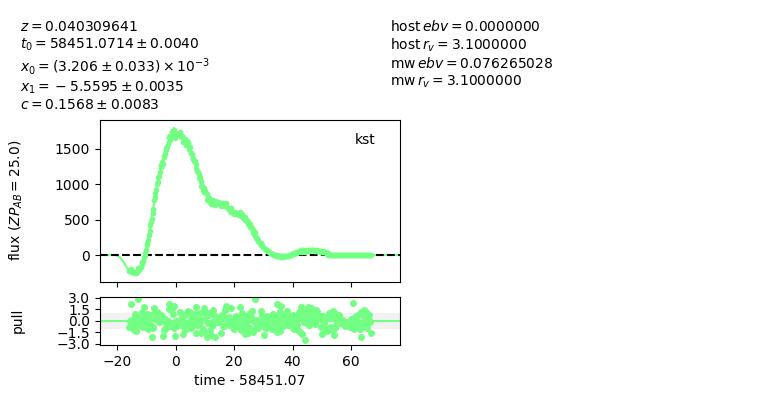 z = 0.040309641
t₀ = 58451.0714 ± 0.0040
x₀ = (3.206 ± 0.033) × 10⁻³
x₁ = − 5.5595 ± 0.0035
c = 0.1568 ± 0.0083
host ebv = 0.0000000
host r_v = 3.1000000
mw ebv = 0.076265028
mw r_v = 3.1000000
kst
flux (ZP_AB = 25.0)
1500
1000
500
0
pull
3.0
1.5
0.0
−1.5
−3.0
−20 0 20 40 60
time - 58451.07